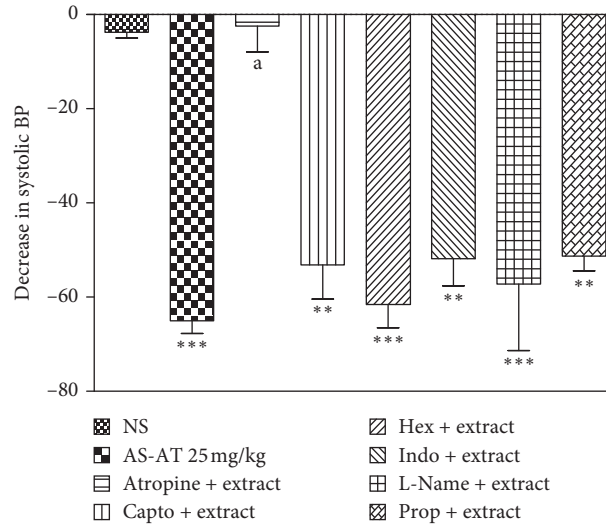 0
−20
−40
−60
−80
Decrease in systolic BP
a
***
**
***
**
***
**
NS
AS-AT 25 mg/kg
Atropine + extract
Capto + extract
Hex + extract
Indo + extract
L-Name + extract
Prop + extract